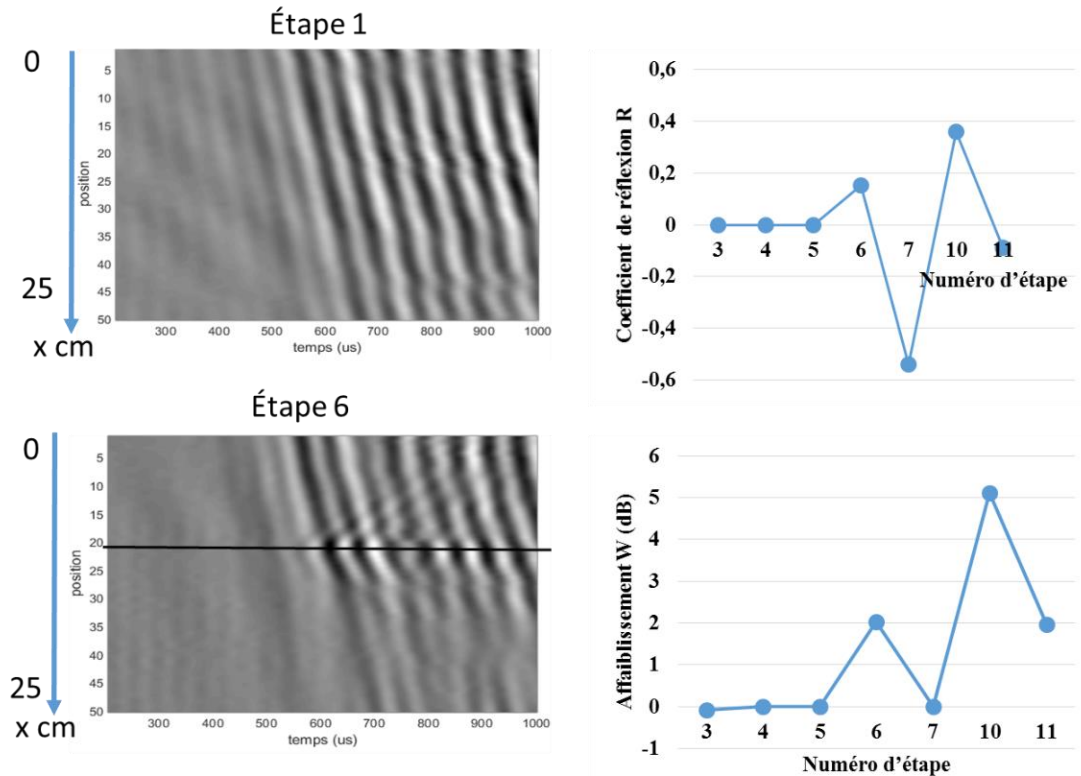 Étape 1
0
25
x cm
position
5
10
15
20
25
30
35
40
45
50
300 400 500 600 700 800 900 1000
temps (us)
Coefficient de réflexion R
0,6
0,4
0,2
0
-0,2
-0,4
-0,6
3 4 5 6 7 10 11
Numéro d’étape
Étape 6
0
25
x cm
position
5
10
15
20
25
30
35
40
45
50
300 400 500 600 700 800 900 1000
temps (us)
Affaiblissement W (dB)
6
5
4
3
2
1
0
-1
3 4 5 6 7 10 11
Numéro d’étape